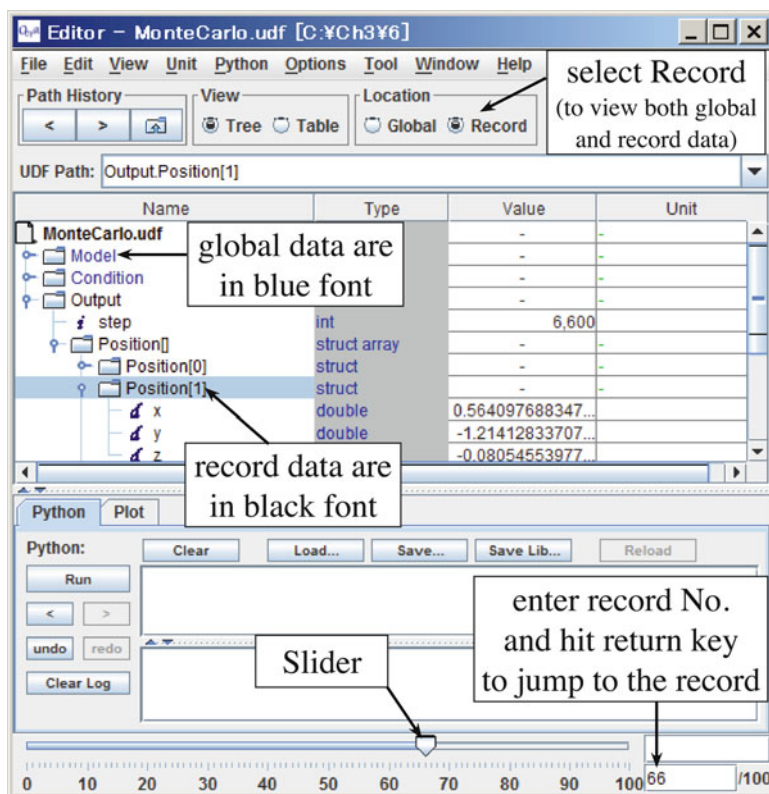 Editor – MonteCarlo.udf [C:¥Ch3¥6]
File Edit View Unit Python Options Tool Window Help
select Record
(to view both global
and record data)
Path History
View
Location
< >
Tree Table
Global Record
UDF Path: Output.Position[1]
Name Type Value Unit
MonteCarlo.udf - -
Model - -
global data are
in blue font
Condition - -
Output - -
i step int 6,600
Position[] struct array - -
Position[0] struct - -
Position[1] struct - -
d x double 0.564097688347...
d y double -1.21412833707...
d z -0.08054553977...
record data are
in black font
Python Plot
Python: Clear Load... Save... Save Lib... Reload
Run
< >
undo redo
Clear Log
enter record No.
and hit return key
to jump to the record
Slider
0 10 20 30 40 50 60 70 80 90 100 66 /100